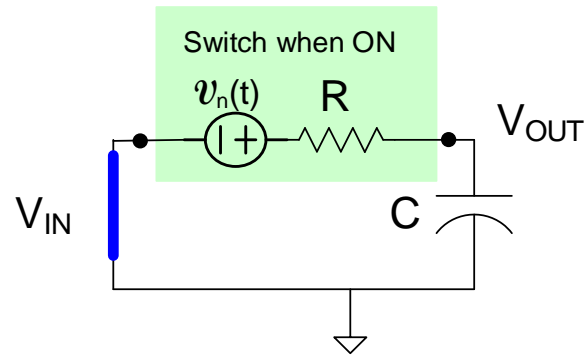 Switch when ON
𝓋n(t)
R
VOUT
VIN
C